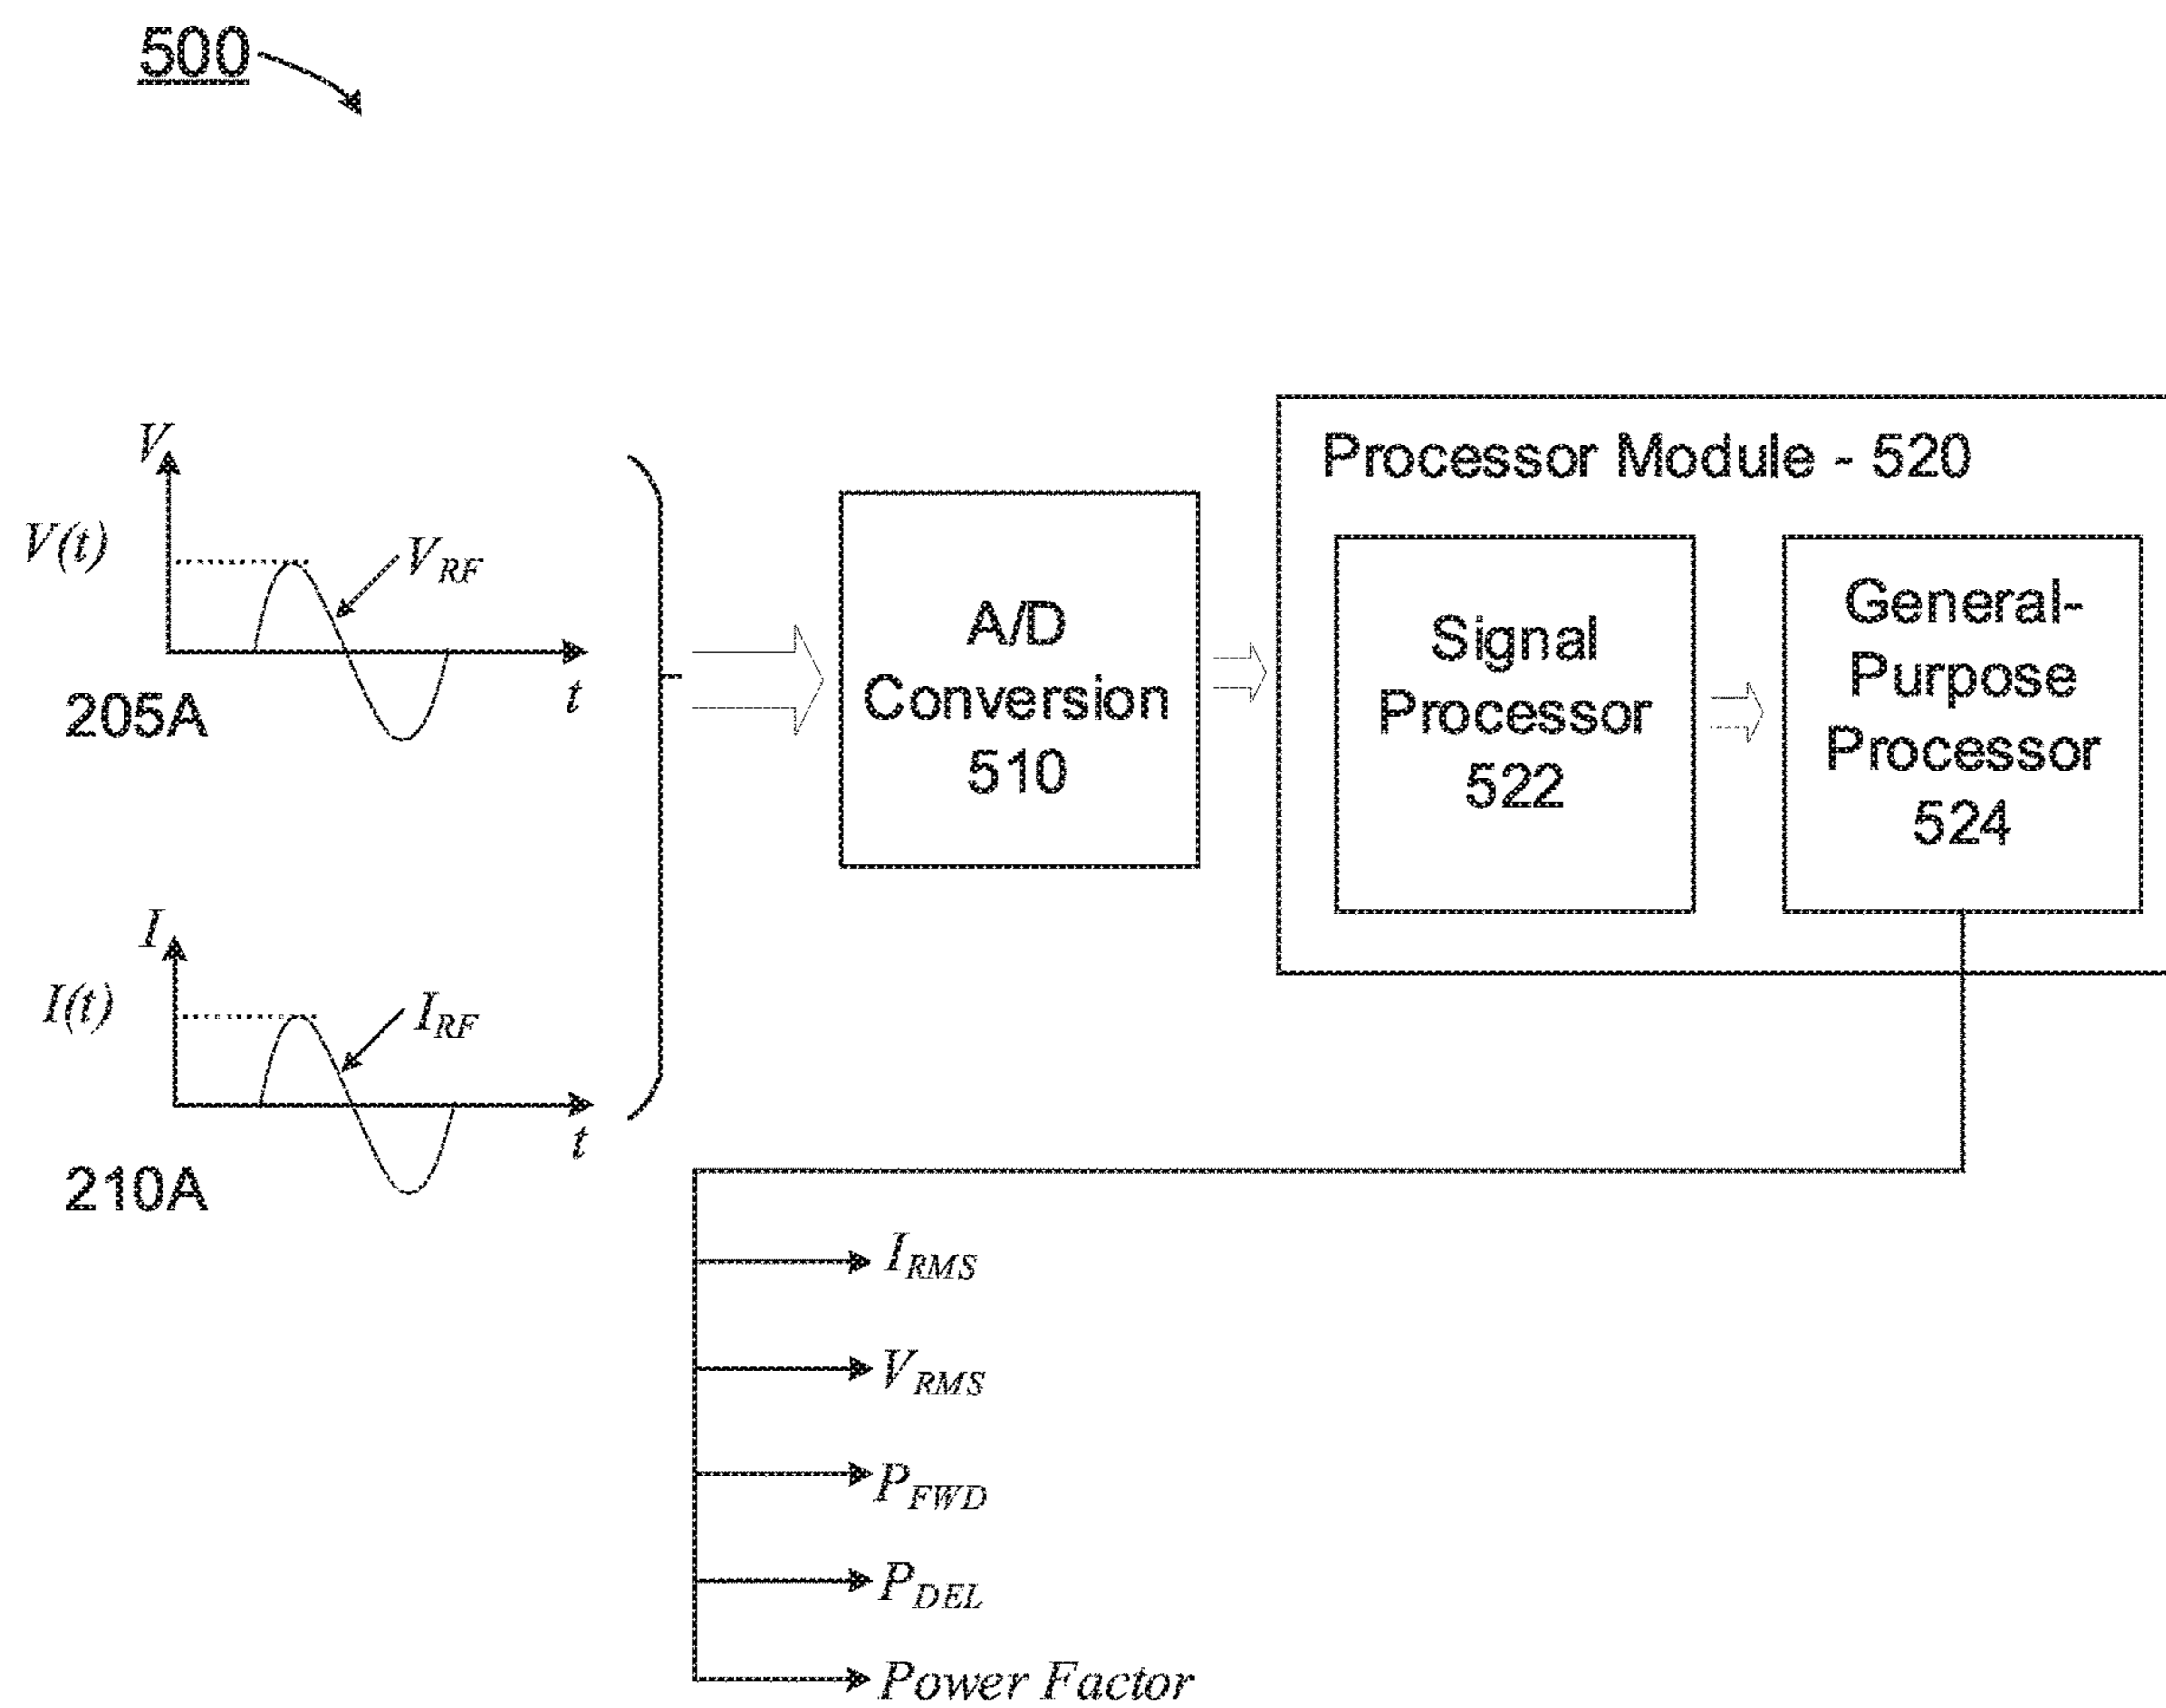 500
V
V(t)
V_RF
t
205A
I
I(t)
I_RF
t
210A
A/D
Conversion
510
Processor Module - 520
Signal
Processor
522
General-
Purpose
Processor
524
I_RMS
V_RMS
P_FWD
P_DEL
Power Factor